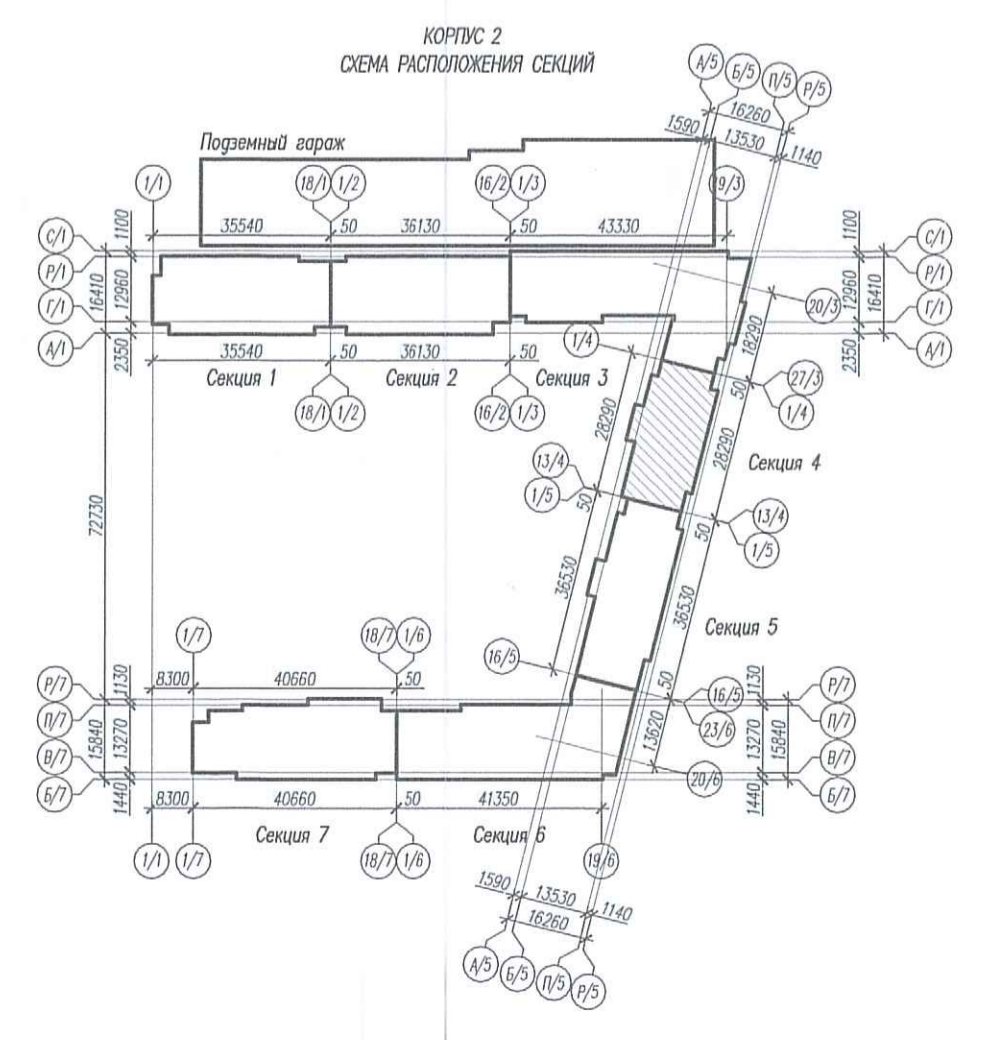 КОРПУС 2
СХЕМА РАСПОЛОЖЕНИЯ СЕКЦИЙ
А/5 Б/5 П/5 Р/5
16260
1590 13530 1140
Подземный гараж
1/1 18/1 1/2 16/2 1/3 19/3
35540 50 36130 50 43330
С/1 1100 1100 С/1
Р/1 16410 12960 12960 16410 Р/1
Г/1 20/3 Г/1
А/1 2350 18290 2350 А/1
1/4
35540 50 36130 50
Секция 1 Секция 2 Секция 3
50 27/3
1/4
18/1 1/2 16/2 1/3
28290 28290
Секция 4
13/4 13/4
1/5 50 50 1/5
72730
36530 36530
Секция 5
1/7 18/7 1/6
16/5 50 16/5
23/6
8300 40660 50
Р/7 1130 1130 Р/7
П/7 15840 13270 13620 13270 15840 П/7
В/7 20/6 В/7
Б/7 1440 1440 Б/7
8300 40660 50 41350
Секция 7 Секция 6
1/1 1/7 18/7 1/6 19/6
1590 13530 1140
16260
А/5 Б/5 П/5 Р/5